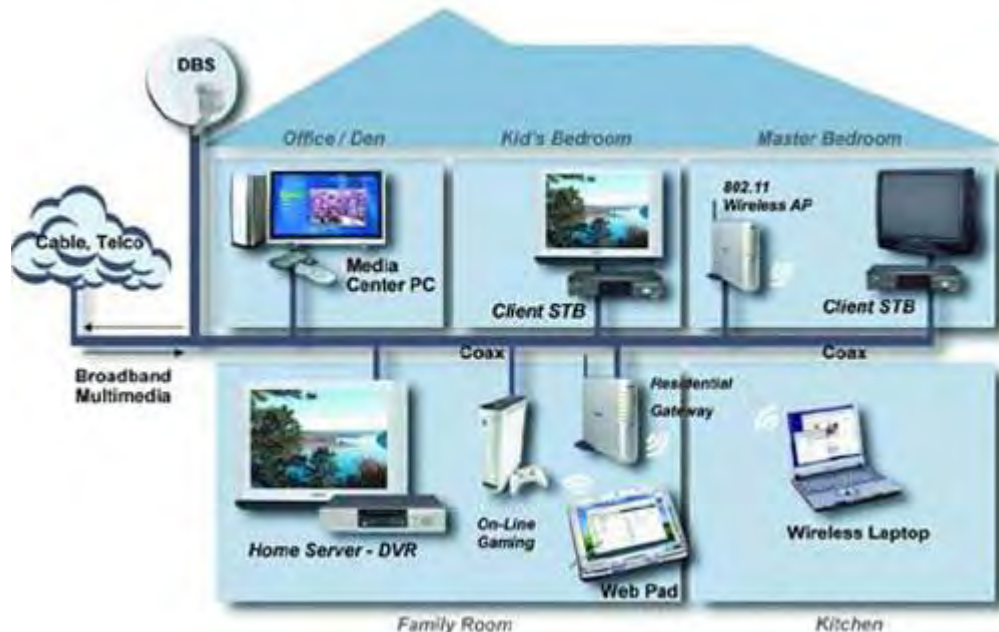 DBS
Office / Den
Kid's Bedroom
Master Bedroom
802.11
Wireless AP
Cable, Telco
Media
Center PC
Client STB
Client STB
Coax
Coax
Broadband
Multimedia
Residential
Gateway
On-Line
Gaming
Home Server - DVR
Wireless Laptop
Web Pad
Family Room
Kitchen